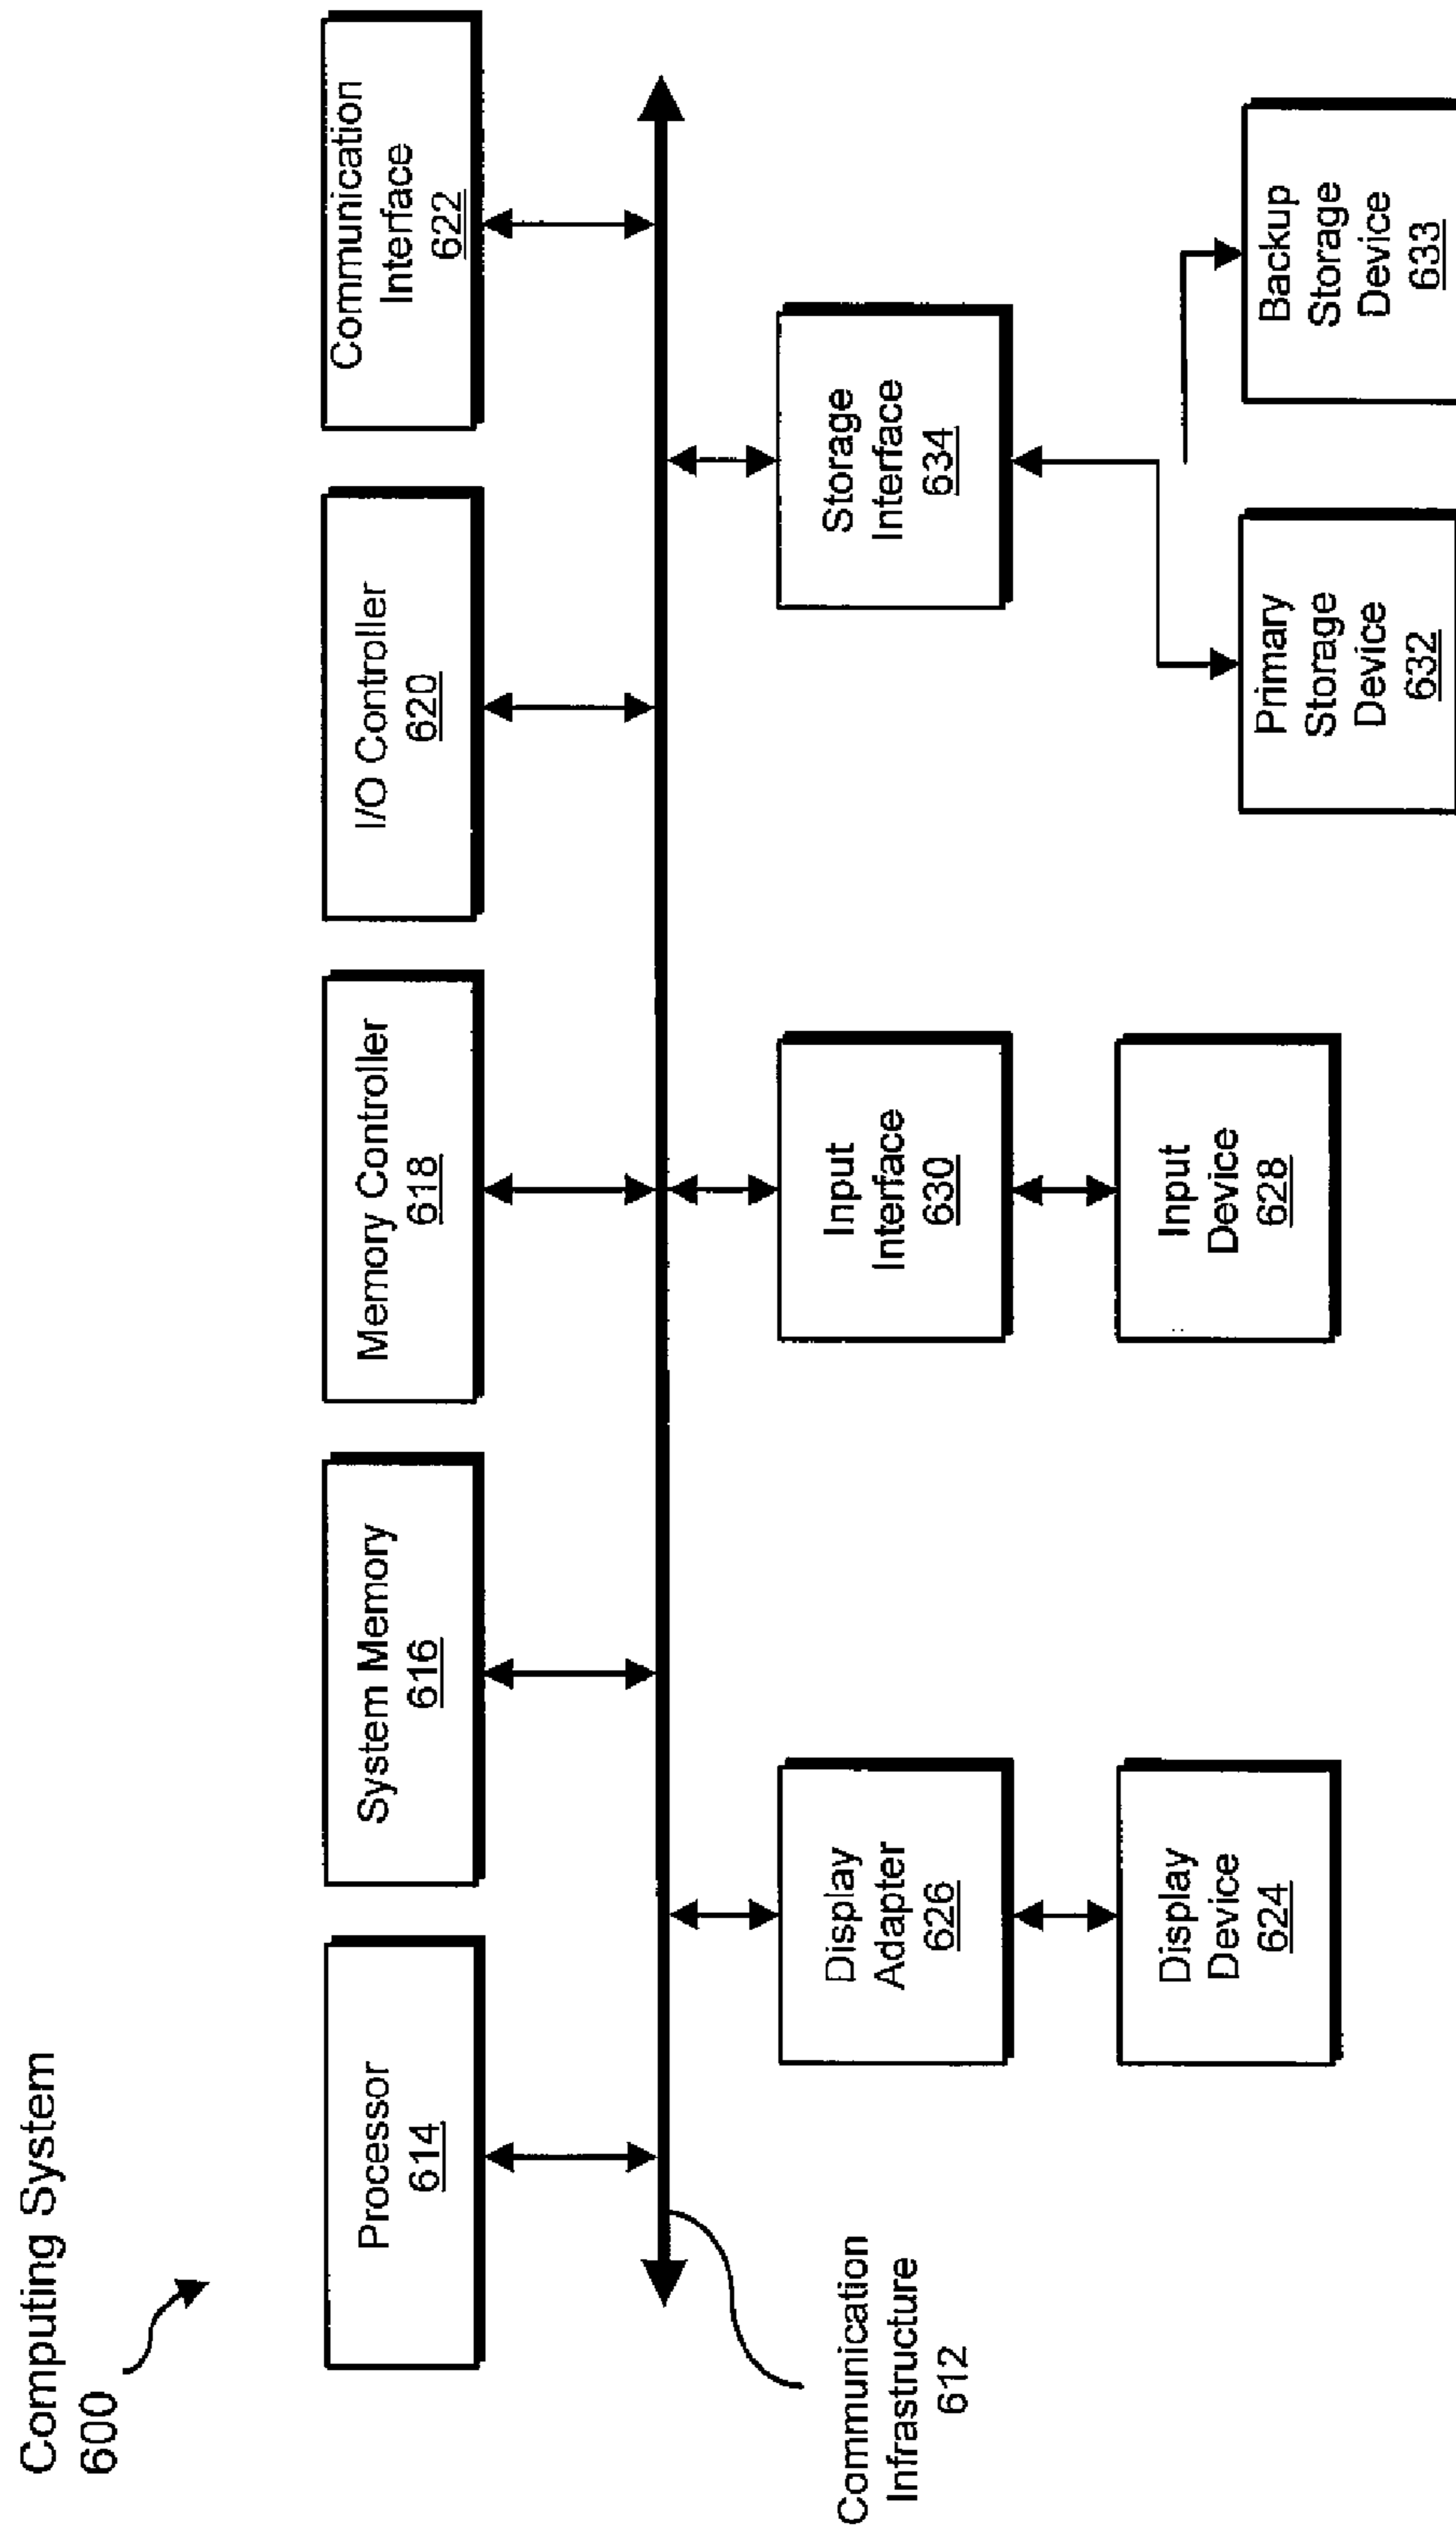 Computing System
600
Processor
614
System Memory
616
Memory Controller
618
I/O Controller
620
Communication
Interface
622
Communication
Infrastructure
612
Display
Adapter
626
Input
Interface
630
Storage
Interface
634
Display
Device
624
Input
Device
628
Primary
Storage
Device
632
Backup
Storage
Device
633